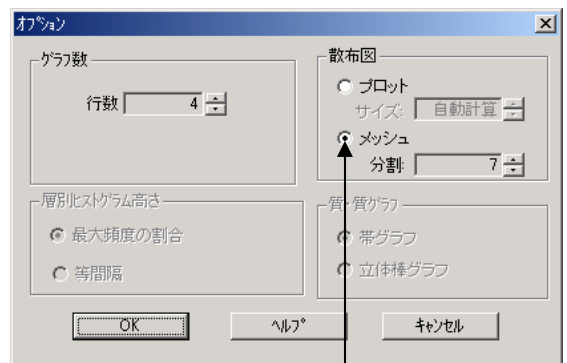 ｵﾌﾟｼｮﾝ
ｸﾞﾗﾌ数
行数 4
散布図
プロット
サイズ: 自動計算
メッシュ
分割: 7
層別ﾋｽﾄｸﾞﾗﾑ高さ
最大頻度の割合
等間隔
質・質ｸﾞﾗﾌ
帯グラフ
立体棒グラフ
OK
ﾍﾙﾌﾟ
ｷｬﾝｾﾙ